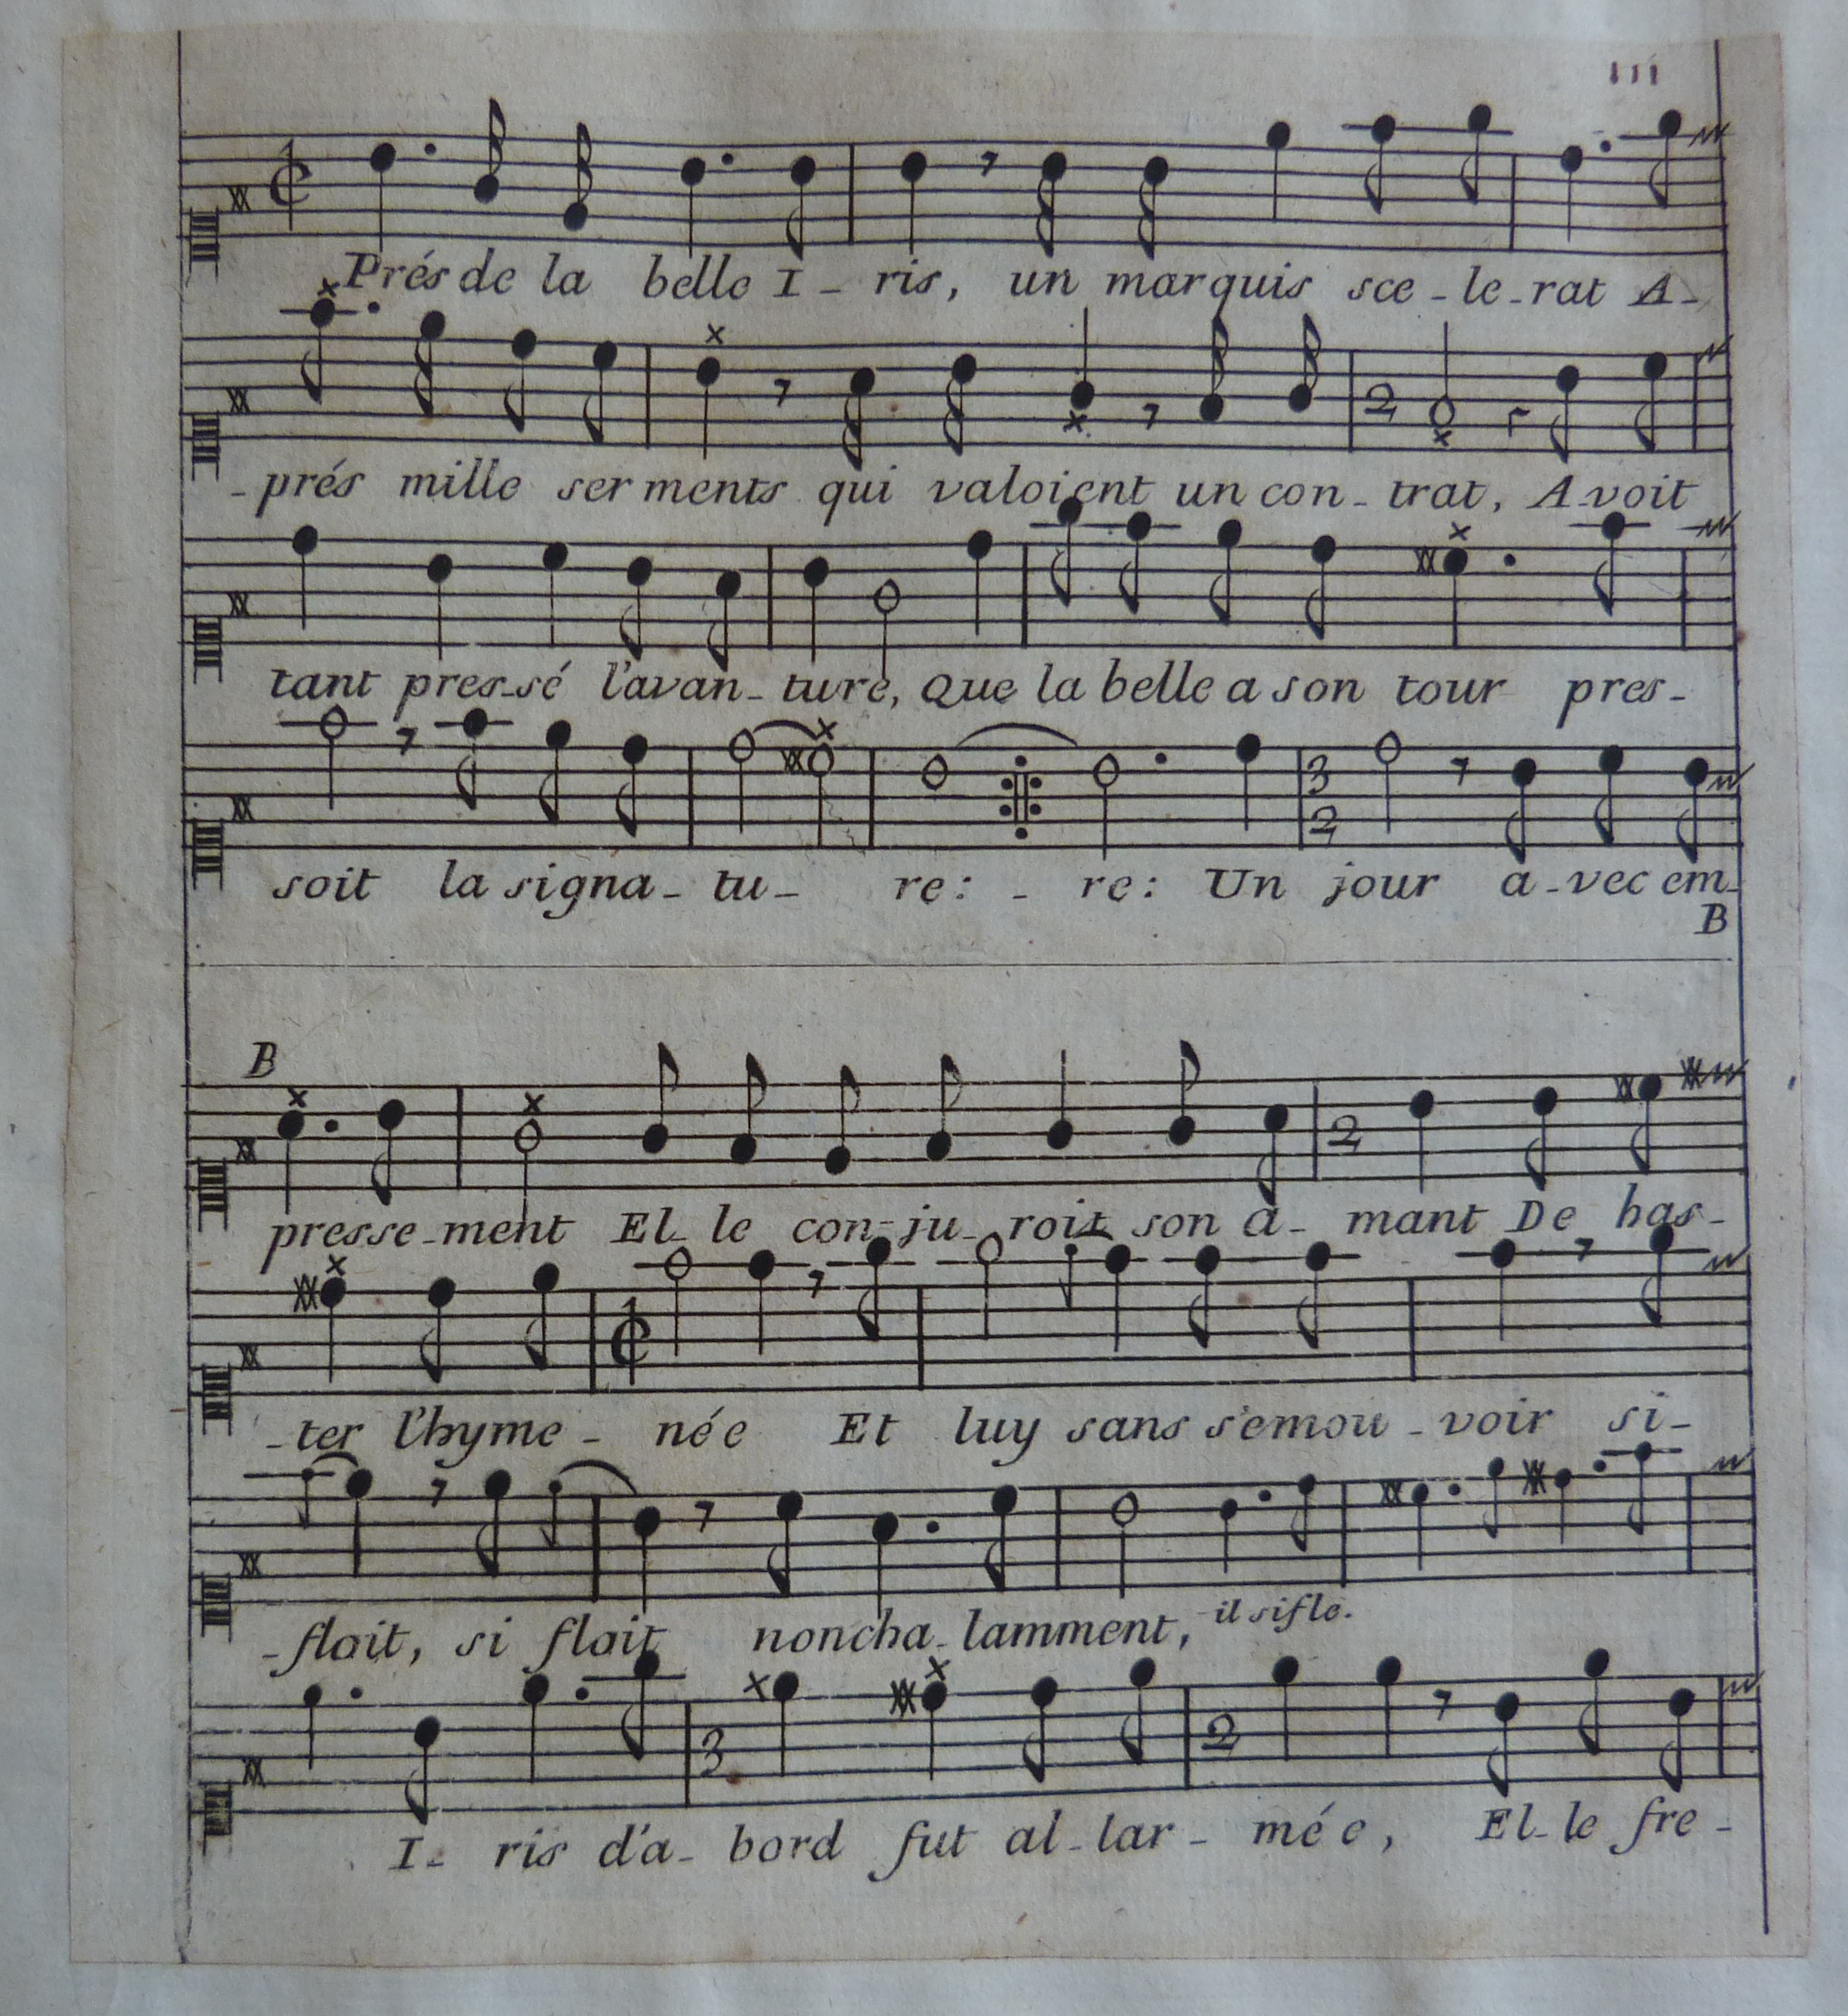 111
Prés de la belle I - ris, un marquis sce - le - rat A -
- prés mille serments qui valoient un con - trat, A - voit
tant pres - sé l'avan - ture, Que la belle a son tour pres -
soit la signa - tu - re: - re: Un jour a - vec em -
B
B
presse - ment El - le con - ju - roit son a - mant De has -
- ter l'hyme - née Et luy sans s'emou - voir si -
- floit, si floit noncha - lamment, il sifle.
I - ris d'a - bord fut al - lar - mée, El - le fre -